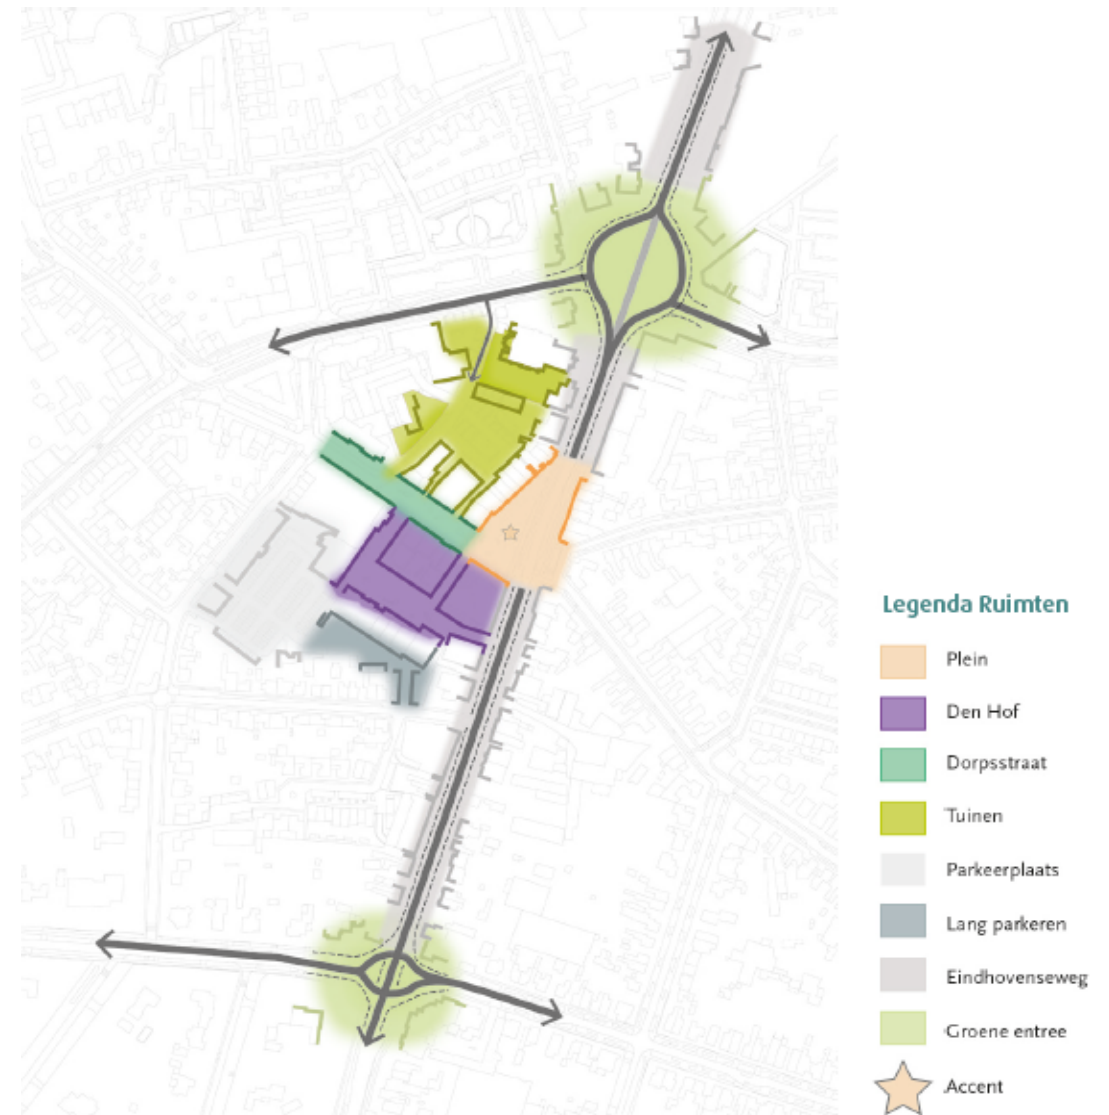 Legenda Ruimten
Plein
Den Hof
Dorpsstraat
Tuinen
Parkeerplaats
Lang parkeren
Eindhovenseweg
Groene entree
Accent